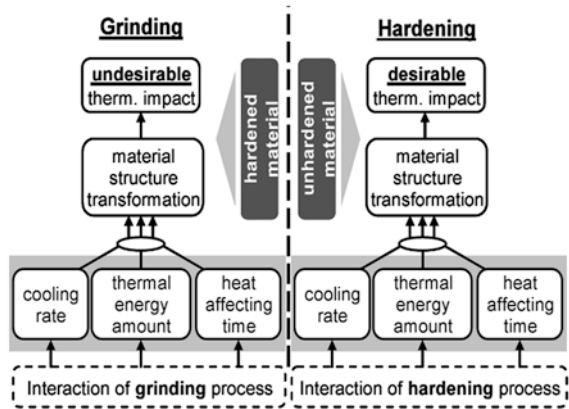 Grinding
undesirable
therm. impact
hardened
material
material
structure
transformation
cooling
rate
thermal
energy
amount
heat
affecting
time
Interaction of grinding process
Hardening
desirable
therm. impact
unhardened
material
material
structure
transformation
cooling
rate
thermal
energy
amount
heat
affecting
time
Interaction of hardening process